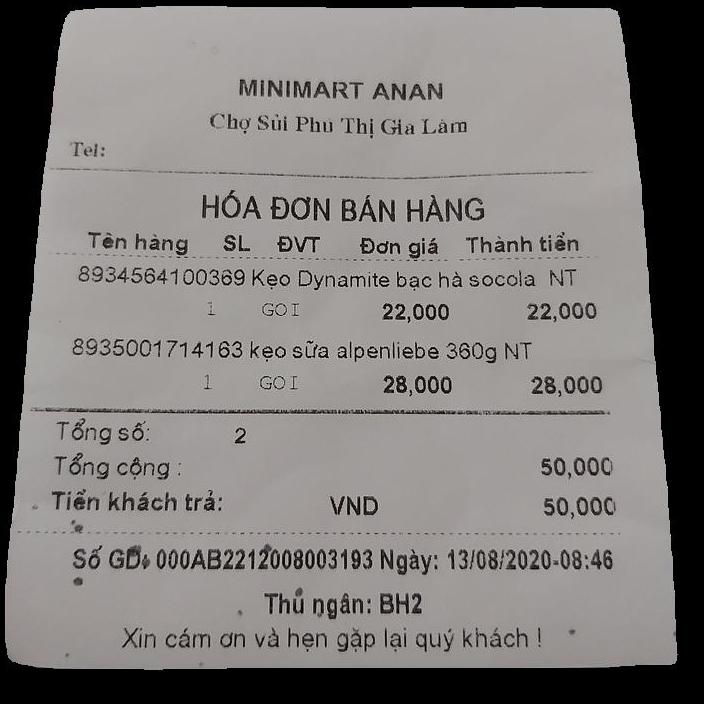 MINIMART ANAN
Chợ Sủi Phú Thị Gia Lâm
Tel:
HÓA ĐƠN BÁN HÀNG
Tên hàng SL ĐVT Đơn giá Thành tiền
8934564100369 Kẹo Dynamite bạc hà socola NT
1 GOI 22,000 22,000
8935001714163 kẹo sữa alpenliebe 360g NT
1 GOI 28,000 28,000
Tổng số: 2
Tổng cộng : 50,000
Tiền khách trả: VND 50,000
Số GD: 000AB2212008003193 Ngày: 13/08/2020-08:46
Thu ngân: BH2
Xin cám ơn và hẹn gặp lại quý khách !